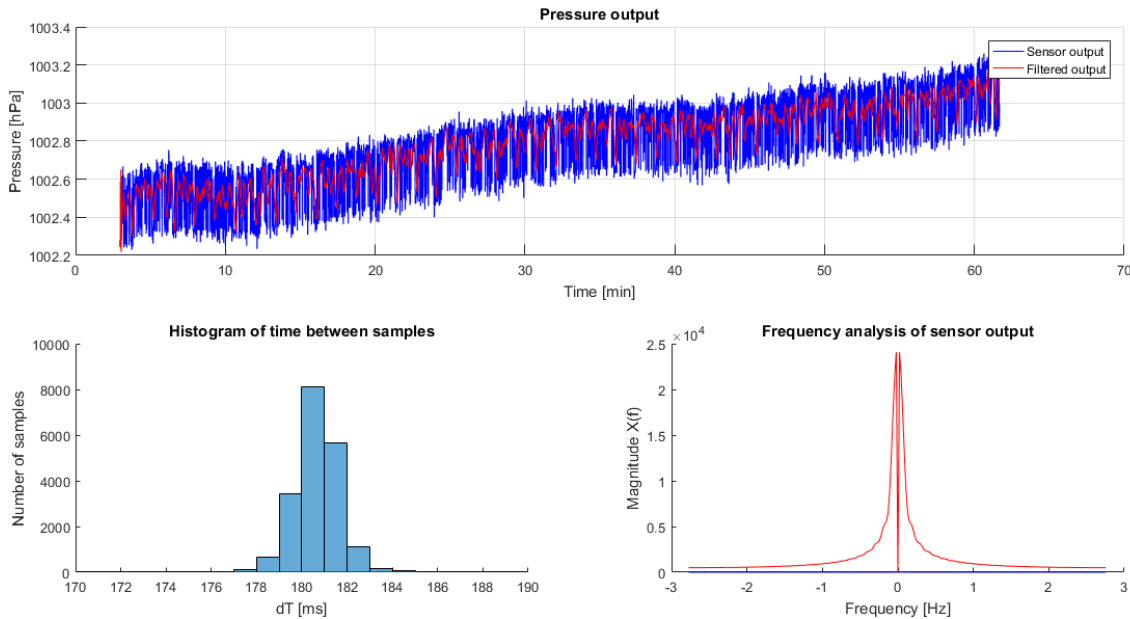 Pressure output
1003.4
1003.2
1003
1002.8
1002.6
1002.4
1002.2
Pressure [hPa]
Sensor output
Filtered output
0 10 20 30 40 50 60 70
Time [min]
Histogram of time between samples
10000
8000
6000
4000
2000
0
Number of samples
170 172 174 176 178 180 182 184 186 188 190
dT [ms]
Frequency analysis of sensor output
×10^4
2.5
2
1.5
1
0.5
0
Magnitude X(f)
-3 -2 -1 0 1 2 3
Frequency [Hz]